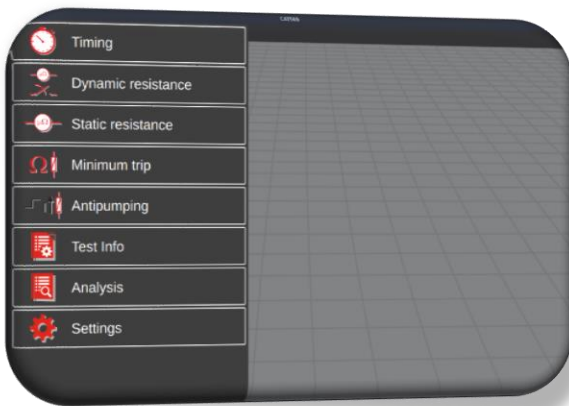 Timing
Dynamic resistance
Static resistance
Minimum trip
Antipumping
Test Info
Analysis
Settings